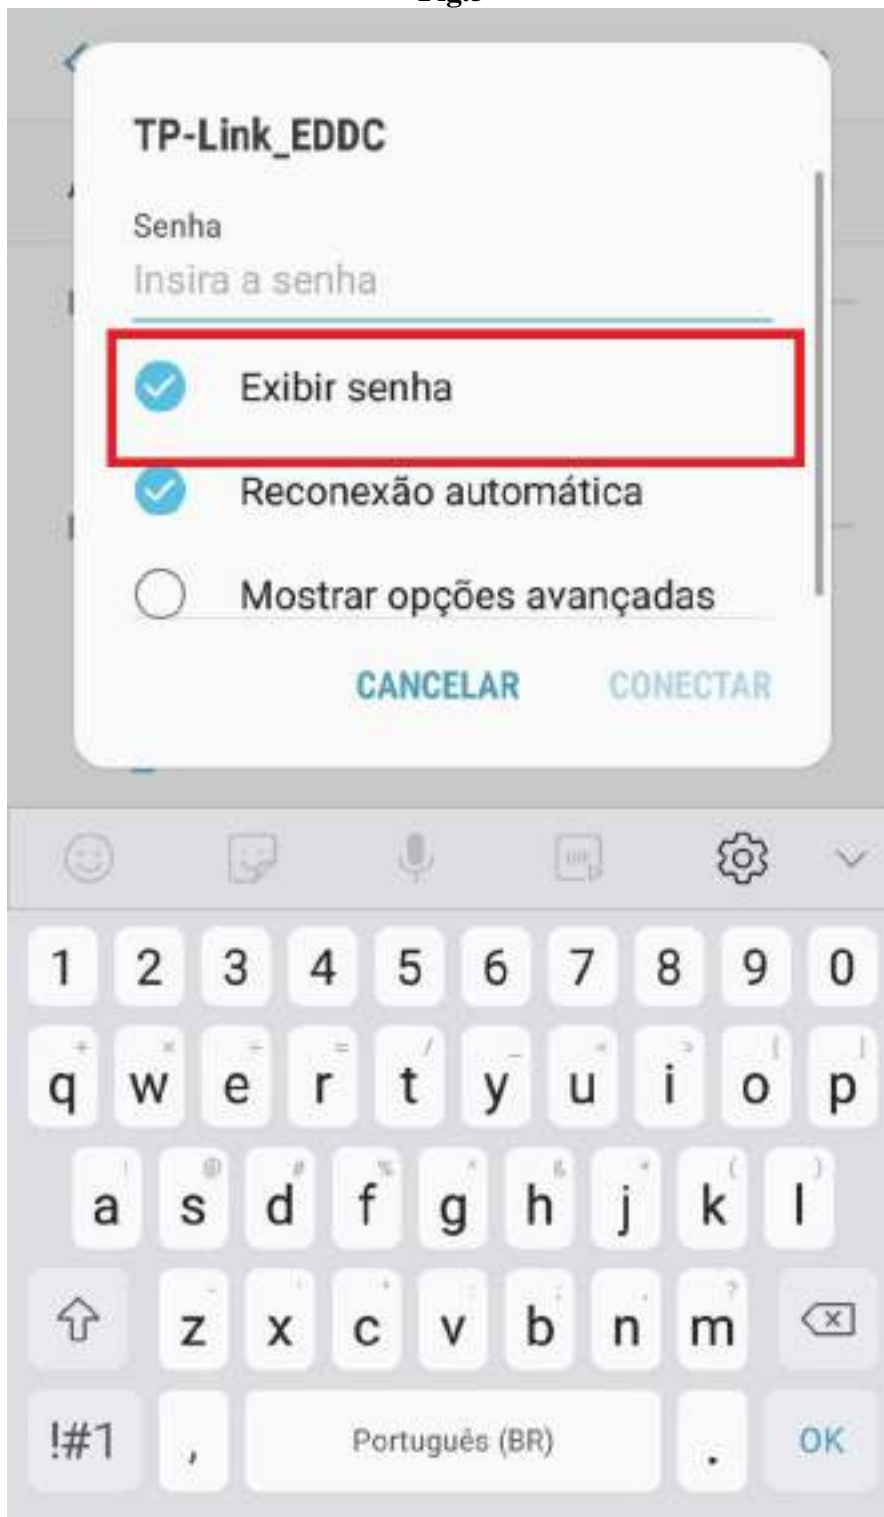 TP-Link_EDDC
Senha
Insira a senha
Exibir senha
Reconexão automática
Mostrar opções avançadas
CANCELAR CONECTAR
1 2 3 4 5 6 7 8 9 0
q w e r t y u i o p
a s d f g h j k l
z x c v b n m
!#1 , Português (BR) . OK